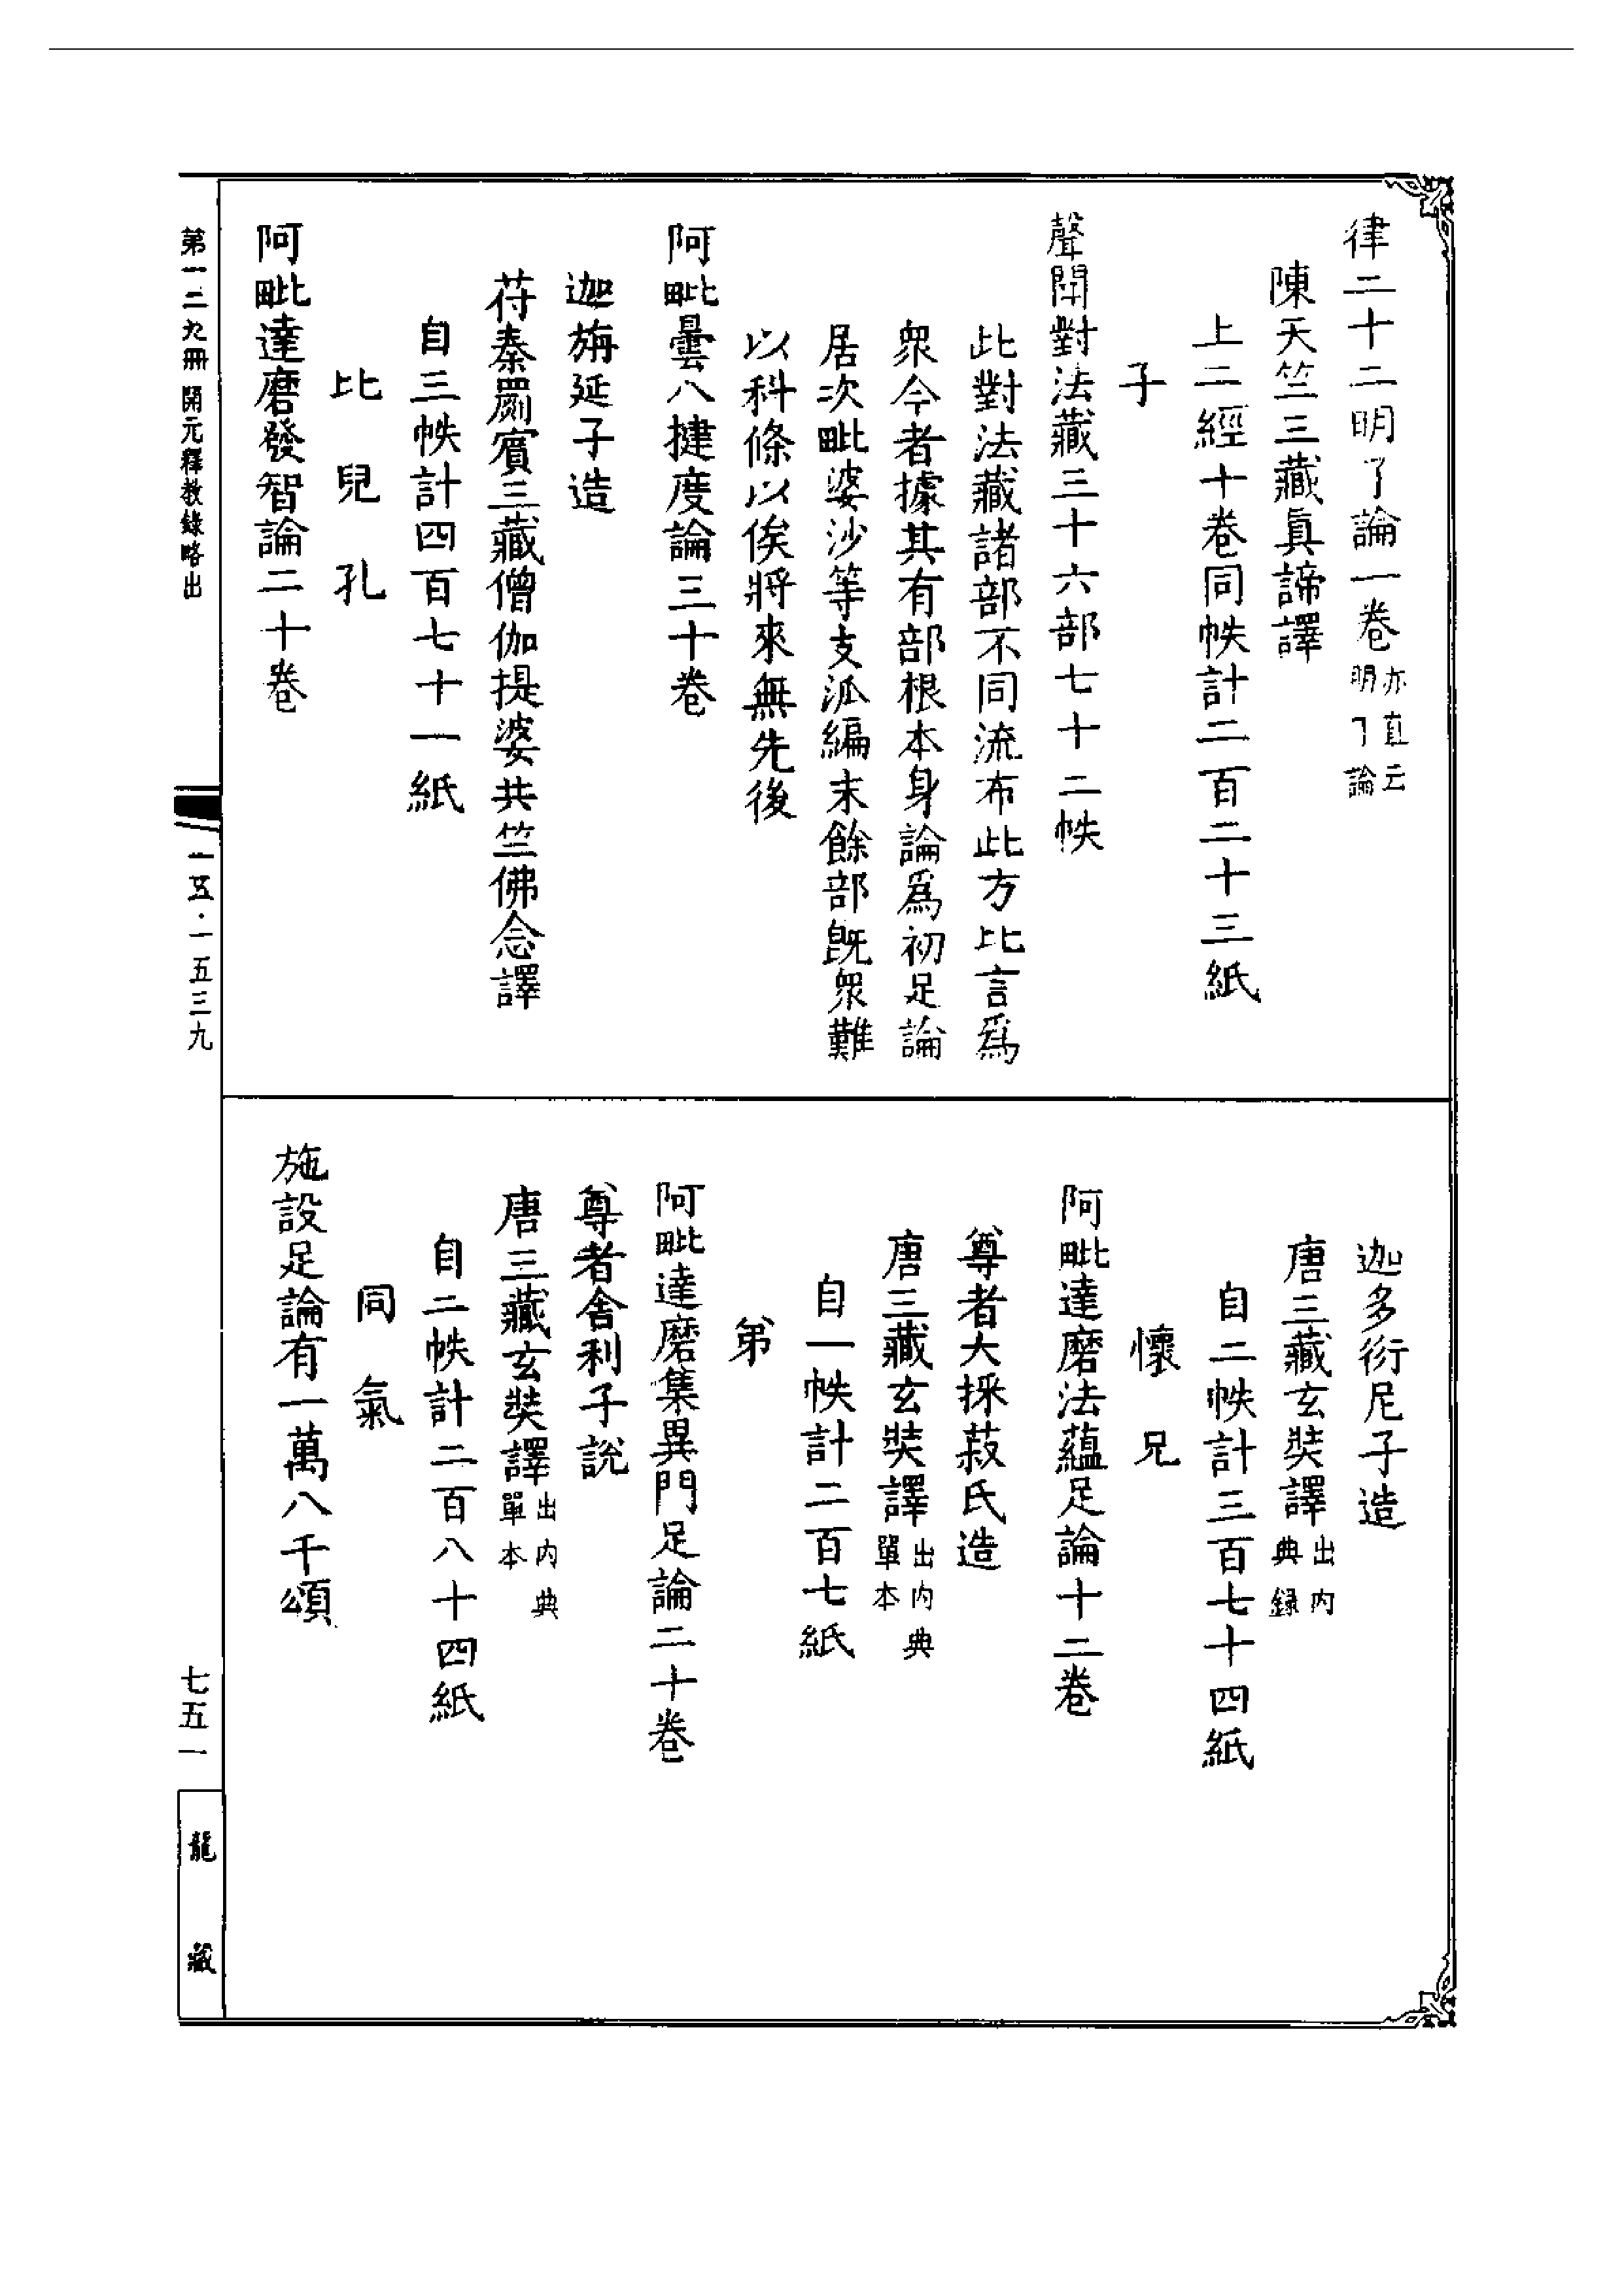 律二十二明了論一卷亦直云明了論
陳天竺三藏眞諦譯
上二經十卷同帙計二百二十三紙
子
聲聞對法藏三十六部七十二帙
此對法藏諸部不同流布此方比言爲
衆今者據其有部根本身論爲初足論
居次毗婆沙等支泒編末餘部旣衆難
以科條以俟將來無先後
阿毗曇八揵度論三十卷
迦旃延子造
苻秦罽賓三藏僧伽提婆共竺佛念譯
自三帙計四百七十一紙
比兒孔
阿毗達磨發智論二十卷
迦多衍尼子造
唐三藏玄奘譯出内典録
自二帙計三百七十四紙
懷兄
阿毗達磨法蘊足論十二卷
尊者大採菽氏造
唐三藏玄奘譯出内典單本
自一帙計二百七紙
弟
阿毗達磨集異門足論二十卷
尊者舍利子說
唐三藏玄奘譯出内典單本
自二帙計二百八十四紙
同氣
施設足論有一萬八千頌
第一二九冊 開元釋教錄略出
一五·一五三九
七五一
龍藏